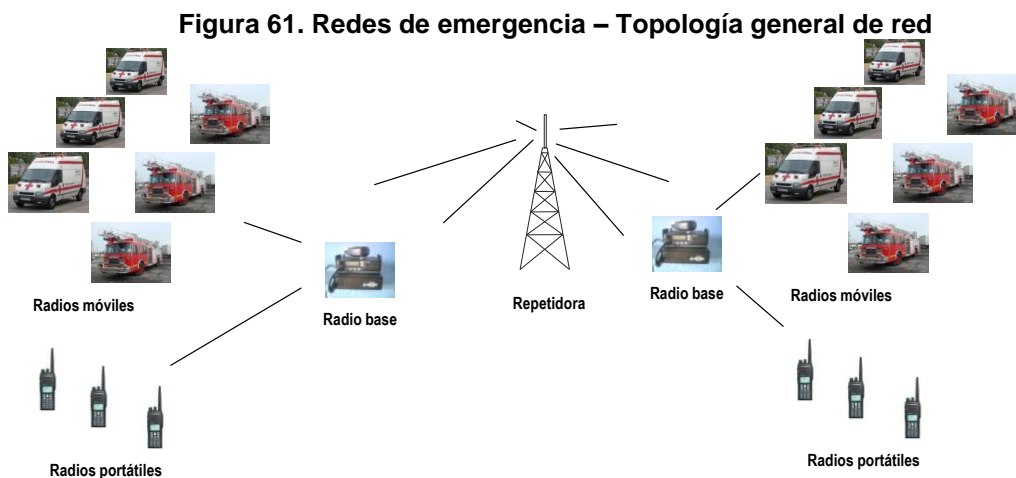 Figura 61. Redes de emergencia – Topología general de red
Radios móviles
Radio base
Repetidora
Radio base
Radios móviles
Radios portátiles
Radios portátiles